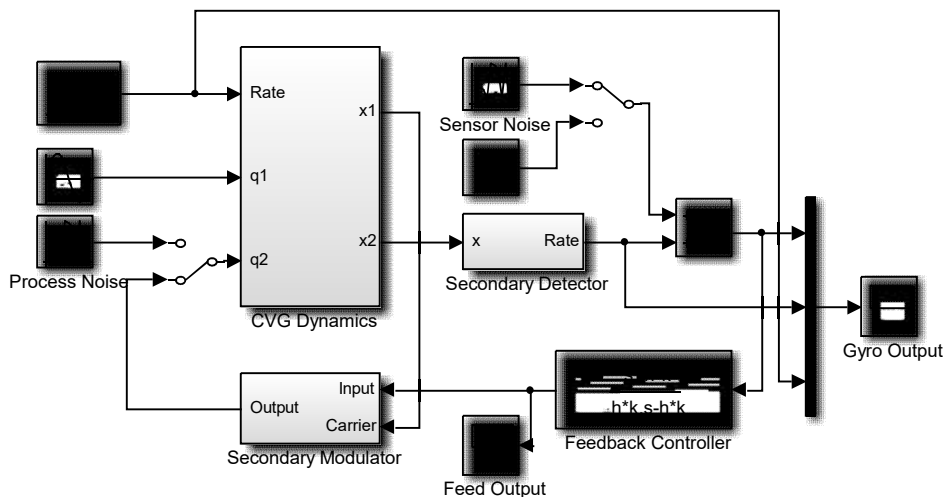 Rate
x1
q1
x2
q2
CVG Dynamics
Sensor Noise
Process Noise
x
Rate
Secondary Detector
Gyro Output
Input
Output
Carrier
Secondary Modulator
-h*k.s-h*k
Feedback Controller
Feed Output